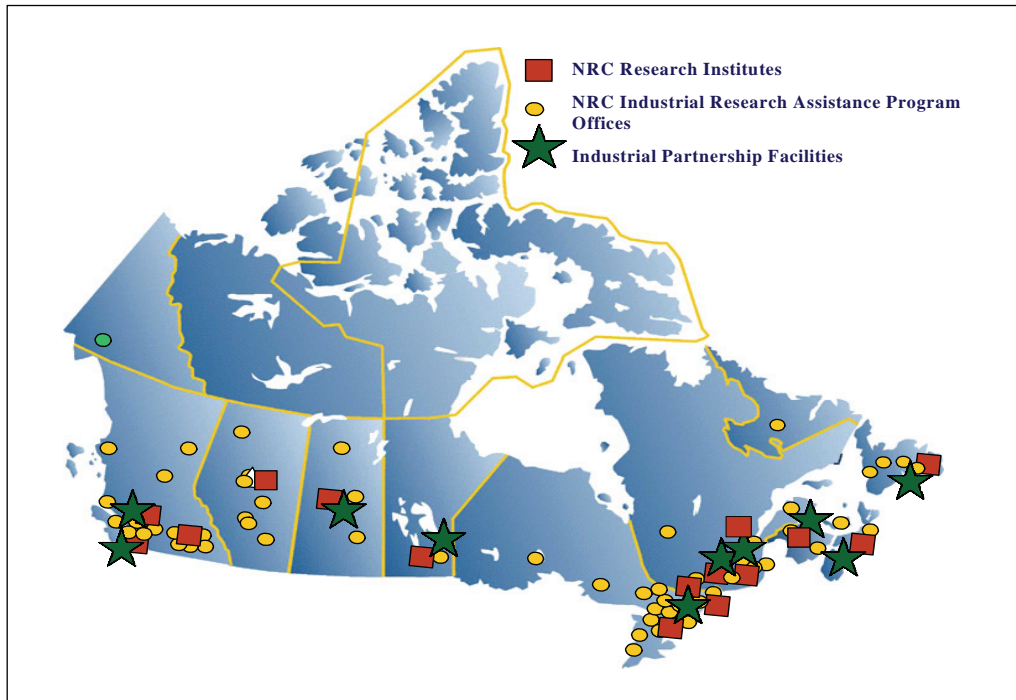 NRC Research Institutes
NRC Industrial Research Assistance Program
Offices
Industrial Partnership Facilities